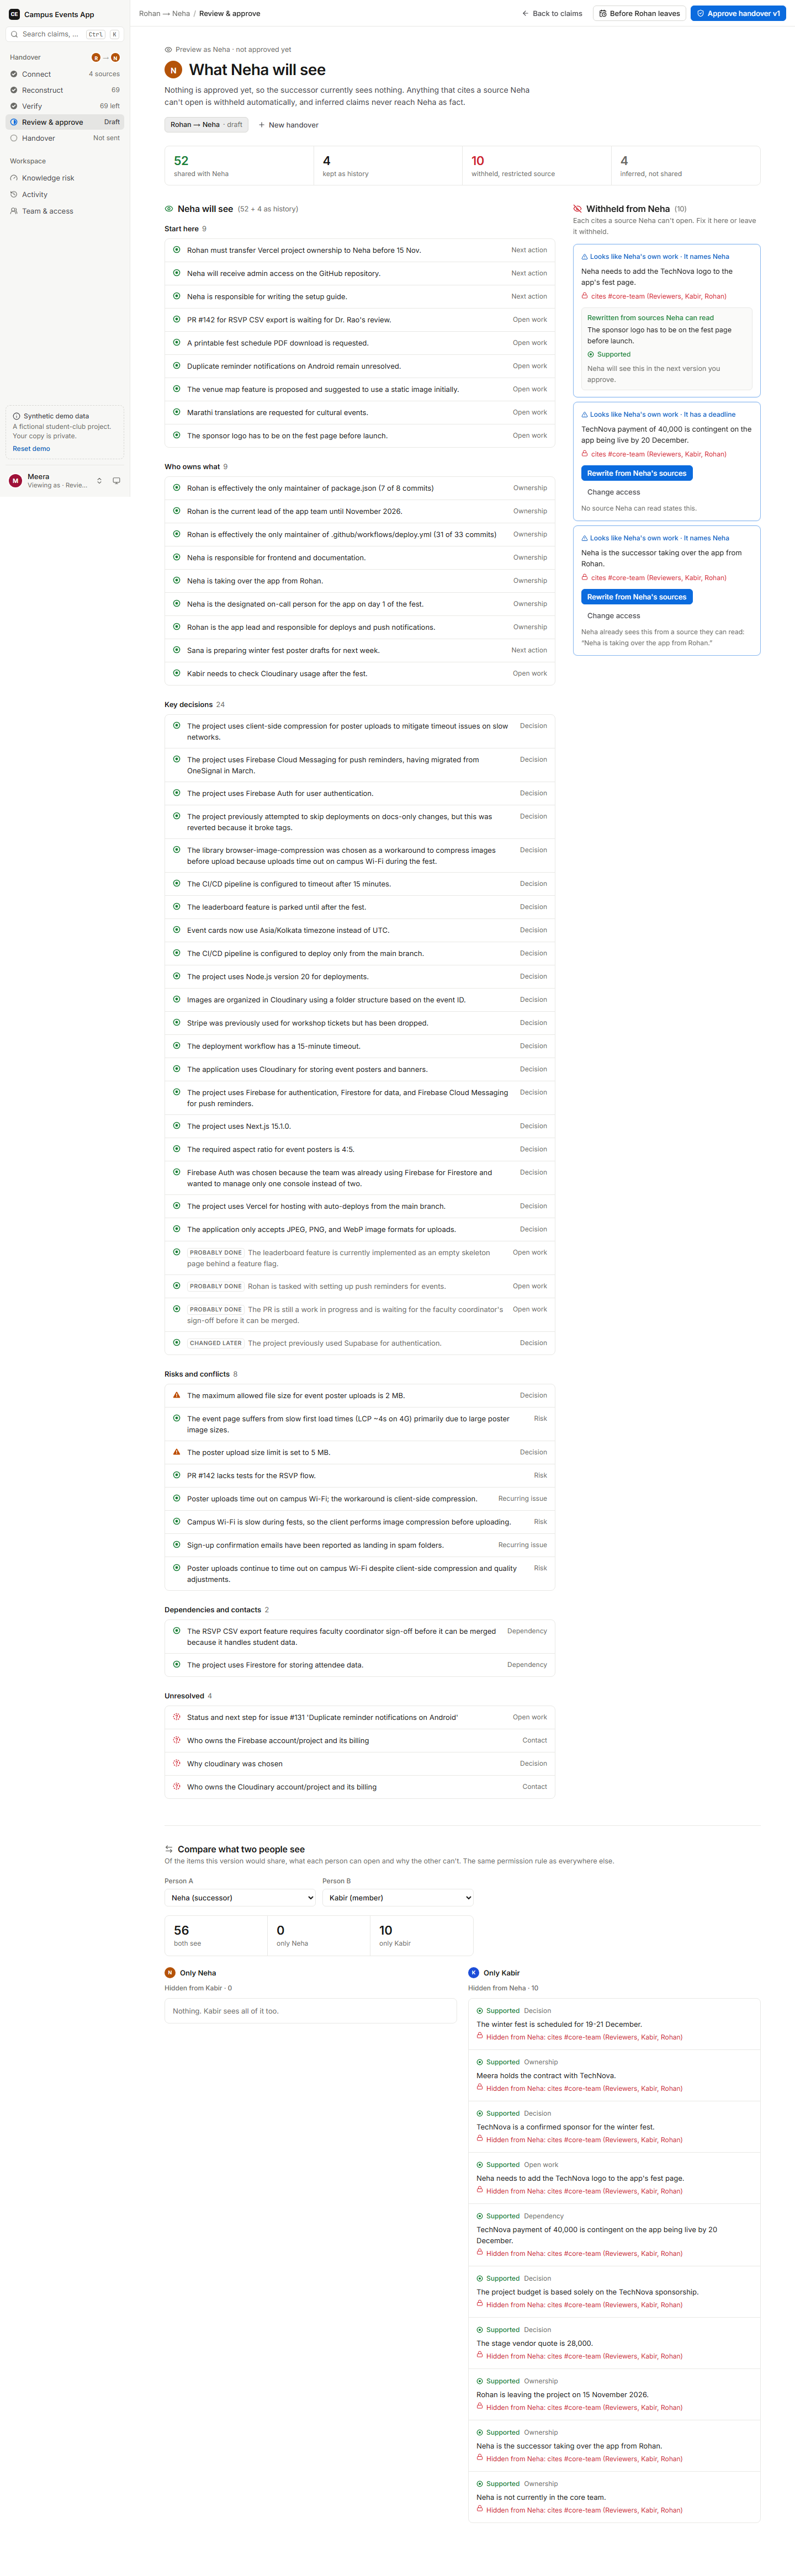 CE Campus Events App
Search claims, ... Ctrl K
Handover R → N
Connect 4 sources
Reconstruct 69
Verify 69 left
Review & approve Draft
Handover Not sent
Workspace
Knowledge risk
Activity
Team & access
Synthetic demo data
A fictional student-club project.
Your copy is private.
Reset demo
M Meera
Viewing as · Revie...
Rohan → Neha / Review & approve
Back to claims
Before Rohan leaves
Approve handover v1
Preview as Neha · not approved yet
N What Neha will see
Nothing is approved yet, so the successor currently sees nothing. Anything that cites a source Neha
can't open is withheld automatically, and inferred claims never reach Neha as fact.
Rohan → Neha · draft
New handover
52
shared with Neha
4
kept as history
10
withheld, restricted source
4
inferred, not shared
Neha will see (52 + 4 as history)
Start here 9
Rohan must transfer Vercel project ownership to Neha before 15 Nov. Next action
Neha will receive admin access on the GitHub repository. Next action
Neha is responsible for writing the setup guide. Next action
PR #142 for RSVP CSV export is waiting for Dr. Rao's review. Open work
A printable fest schedule PDF download is requested. Open work
Duplicate reminder notifications on Android remain unresolved. Open work
The venue map feature is proposed and suggested to use a static image initially. Open work
Marathi translations are requested for cultural events. Open work
The sponsor logo has to be on the fest page before launch. Open work
Who owns what 9
Rohan is effectively the only maintainer of package.json (7 of 8 commits) Ownership
Rohan is the current lead of the app team until November 2026. Ownership
Rohan is effectively the only maintainer of .github/workflows/deploy.yml (31 of 33 commits) Ownership
Neha is responsible for frontend and documentation. Ownership
Neha is taking over the app from Rohan. Ownership
Neha is the designated on-call person for the app on day 1 of the fest. Ownership
Rohan is the app lead and responsible for deploys and push notifications. Ownership
Sana is preparing winter fest poster drafts for next week. Next action
Kabir needs to check Cloudinary usage after the fest. Open work
Key decisions 24
The project uses client-side compression for poster uploads to mitigate timeout issues on slow Decision
networks.
The project uses Firebase Cloud Messaging for push reminders, having migrated from Decision
OneSignal in March.
The project uses Firebase Auth for user authentication. Decision
The project previously attempted to skip deployments on docs-only changes, but this was Decision
reverted because it broke tags.
The library browser-image-compression was chosen as a workaround to compress images Decision
before upload because uploads time out on campus Wi-Fi during the fest.
The CI/CD pipeline is configured to timeout after 15 minutes. Decision
The leaderboard feature is parked until after the fest. Decision
Event cards now use Asia/Kolkata timezone instead of UTC. Decision
The CI/CD pipeline is configured to deploy only from the main branch. Decision
The project uses Node.js version 20 for deployments. Decision
Images are organized in Cloudinary using a folder structure based on the event ID. Decision
Stripe was previously used for workshop tickets but has been dropped. Decision
The deployment workflow has a 15-minute timeout. Decision
The application uses Cloudinary for storing event posters and banners. Decision
The project uses Firebase for authentication, Firestore for data, and Firebase Cloud Messaging Decision
for push reminders.
The project uses Next.js 15.1.0. Decision
The required aspect ratio for event posters is 4:5. Decision
Firebase Auth was chosen because the team was already using Firebase for Firestore and Decision
wanted to manage only one console instead of two.
The project uses Vercel for hosting with auto-deploys from the main branch. Decision
The application only accepts JPEG, PNG, and WebP image formats for uploads. Decision
PROBABLY DONE The leaderboard feature is currently implemented as an empty skeleton Open work
page behind a feature flag.
PROBABLY DONE Rohan is tasked with setting up push reminders for events. Open work
PROBABLY DONE The PR is still a work in progress and is waiting for the faculty coordinator's Open work
sign-off before it can be merged.
CHANGED LATER The project previously used Supabase for authentication. Decision
Risks and conflicts 8
The maximum allowed file size for event poster uploads is 2 MB. Decision
The event page suffers from slow first load times (LCP ~4s on 4G) primarily due to large poster Risk
image sizes.
The poster upload size limit is set to 5 MB. Decision
PR #142 lacks tests for the RSVP flow. Risk
Poster uploads time out on campus Wi-Fi; the workaround is client-side compression. Recurring issue
Campus Wi-Fi is slow during fests, so the client performs image compression before uploading. Risk
Sign-up confirmation emails have been reported as landing in spam folders. Recurring issue
Poster uploads continue to time out on campus Wi-Fi despite client-side compression and quality Risk
adjustments.
Dependencies and contacts 2
The RSVP CSV export feature requires faculty coordinator sign-off before it can be merged Dependency
because it handles student data.
The project uses Firestore for storing attendee data. Dependency
Unresolved 4
Status and next step for issue #131 'Duplicate reminder notifications on Android' Open work
Who owns the Firebase account/project and its billing Contact
Why cloudinary was chosen Decision
Who owns the Cloudinary account/project and its billing Contact
Withheld from Neha (10)
Each cites a source Neha can't open. Fix it here or leave
it withheld.
Looks like Neha's own work · It names Neha
Neha needs to add the TechNova logo to the
app's fest page.
cites #core-team (Reviewers, Kabir, Rohan)
Rewritten from sources Neha can read
The sponsor logo has to be on the fest page
before launch.
Supported
Neha will see this in the next version you
approve.
Looks like Neha's own work · It has a deadline
TechNova payment of 40,000 is contingent on the
app being live by 20 December.
cites #core-team (Reviewers, Kabir, Rohan)
Rewrite from Neha's sources
Change access
No source Neha can read states this.
Looks like Neha's own work · It names Neha
Neha is the successor taking over the app from
Rohan.
cites #core-team (Reviewers, Kabir, Rohan)
Rewrite from Neha's sources
Change access
Neha already sees this from a source they can read:
"Neha is taking over the app from Rohan."
Compare what two people see
Of the items this version would share, what each person can open and why the other can't. The same permission rule as everywhere else.
Person A
Neha (successor)
Person B
Kabir (member)
56
both see
0
only Neha
10
only Kabir
N Only Neha
Hidden from Kabir · 0
Nothing. Kabir sees all of it too.
K Only Kabir
Hidden from Neha · 10
Supported Decision
The winter fest is scheduled for 19-21 December.
Hidden from Neha: cites #core-team (Reviewers, Kabir, Rohan)
Supported Ownership
Meera holds the contract with TechNova.
Hidden from Neha: cites #core-team (Reviewers, Kabir, Rohan)
Supported Decision
TechNova is a confirmed sponsor for the winter fest.
Hidden from Neha: cites #core-team (Reviewers, Kabir, Rohan)
Supported Open work
Neha needs to add the TechNova logo to the app's fest page.
Hidden from Neha: cites #core-team (Reviewers, Kabir, Rohan)
Supported Dependency
TechNova payment of 40,000 is contingent on the app being live by 20
December.
Hidden from Neha: cites #core-team (Reviewers, Kabir, Rohan)
Supported Decision
The project budget is based solely on the TechNova sponsorship.
Hidden from Neha: cites #core-team (Reviewers, Kabir, Rohan)
Supported Decision
The stage vendor quote is 28,000.
Hidden from Neha: cites #core-team (Reviewers, Kabir, Rohan)
Supported Ownership
Rohan is leaving the project on 15 November 2026.
Hidden from Neha: cites #core-team (Reviewers, Kabir, Rohan)
Supported Ownership
Neha is the successor taking over the app from Rohan.
Hidden from Neha: cites #core-team (Reviewers, Kabir, Rohan)
Supported Ownership
Neha is not currently in the core team.
Hidden from Neha: cites #core-team (Reviewers, Kabir, Rohan)